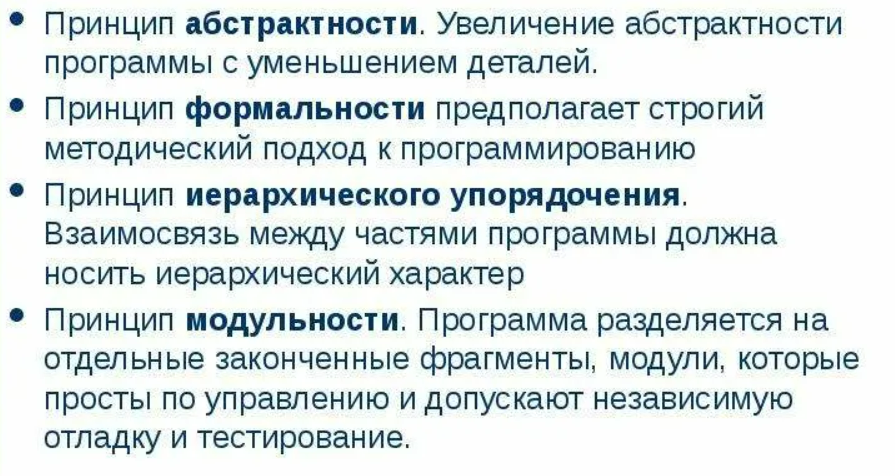 • Принцип абстрактности. Увеличение абстрактности
программы с уменьшением деталей.
• Принцип формальности предполагает строгий
методический подход к программированию
• Принцип иерархического упорядочения.
Взаимосвязь между частями программы должна
носить иерархический характер
• Принцип модульности. Программа разделяется на
отдельные законченные фрагменты, модули, которые
просты по управлению и допускают независимую
отладку и тестирование.